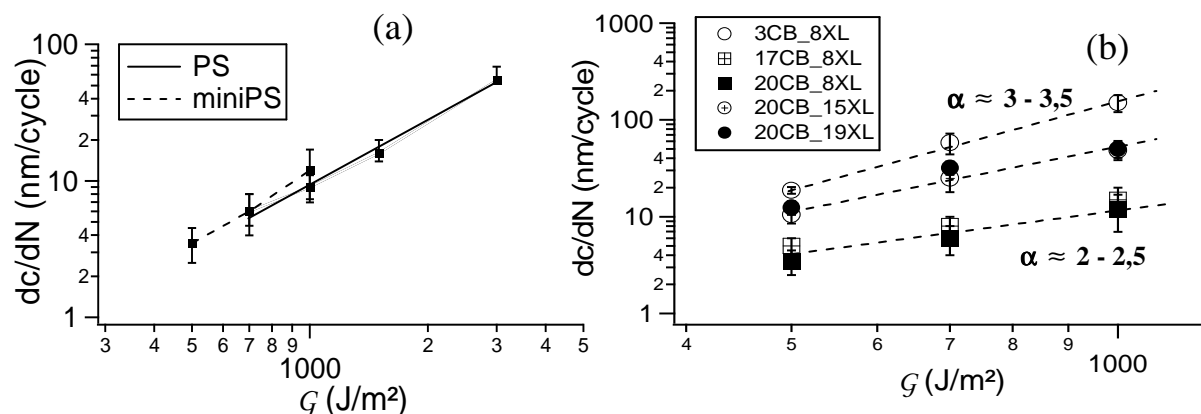 (a)
PS
miniPS
dc/dN (nm/cycle)
100
4
2
10
4
2
1
3 4 5 6 7 8 9 2 3 4 5
1000
G (J/m²)
(b)
3CB_8XL
17CB_8XL
20CB_8XL
20CB_15XL
20CB_19XL
α ≈ 3 - 3,5
α ≈ 2 - 2,5
dc/dN (nm/cycle)
1000
4
2
100
4
2
10
4
2
1
4 5 6 7 8 9
1000
G (J/m²)